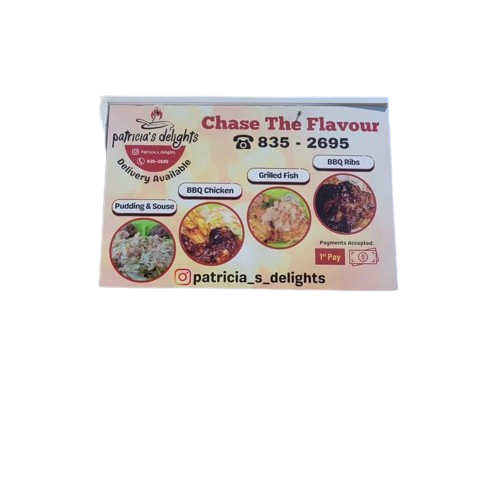 Chase The Flavour
835 - 2695
patricia's delights
Patricia_s.delights
835-2695
Delivery Available
BBQ Ribs
Grilled Fish
BBQ Chicken
Pudding & Souse
Payments Accepted:
1st Pay
patricia_s_delights